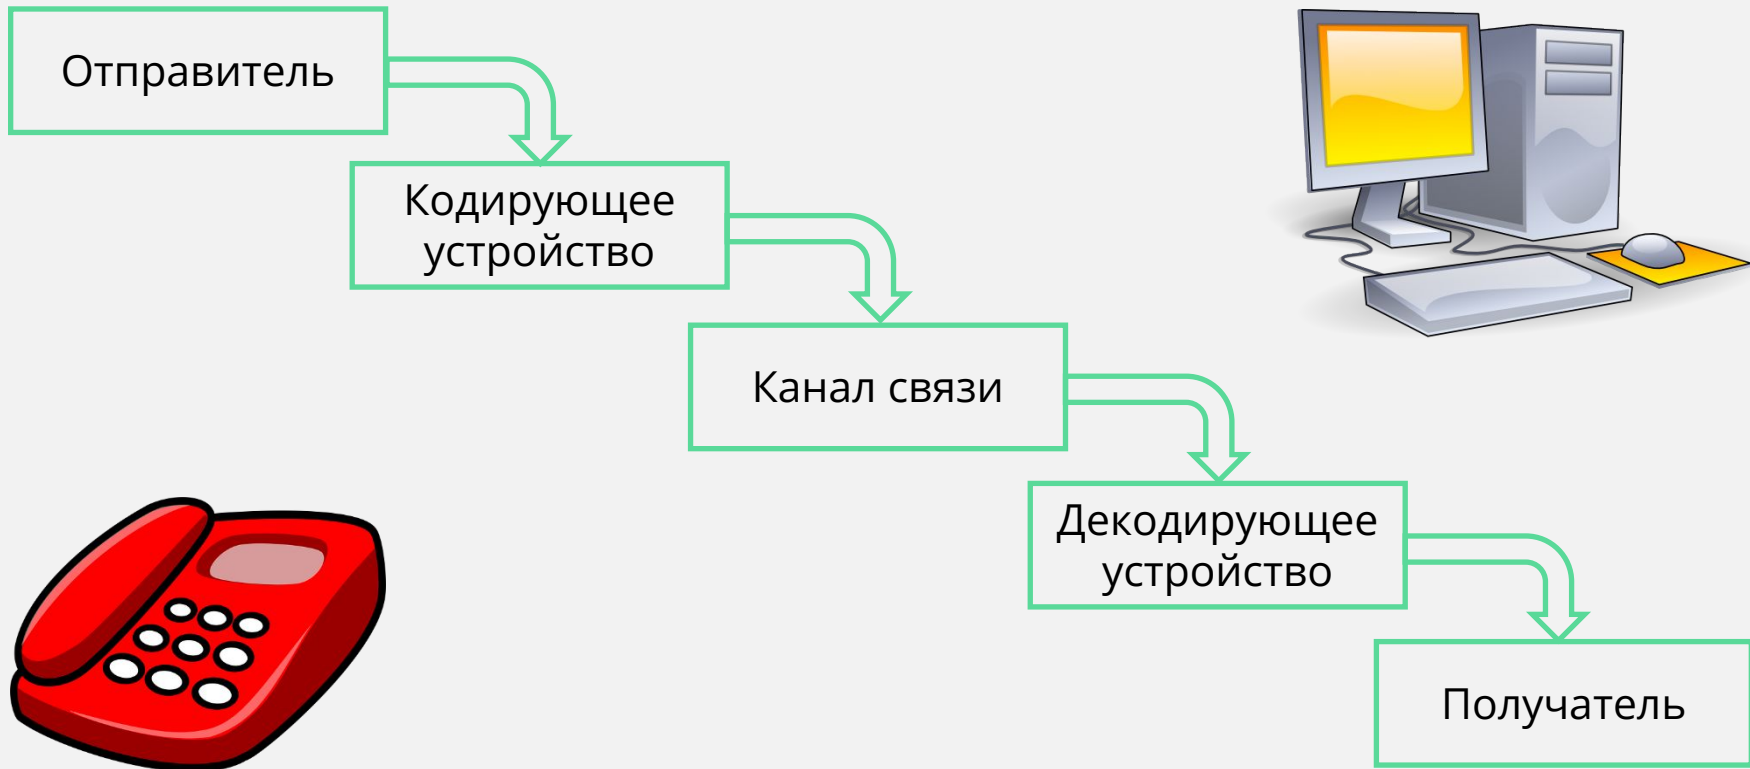 Отправитель
Кодирующее
устройство
Канал связи
Декодирующее
устройство
Получатель